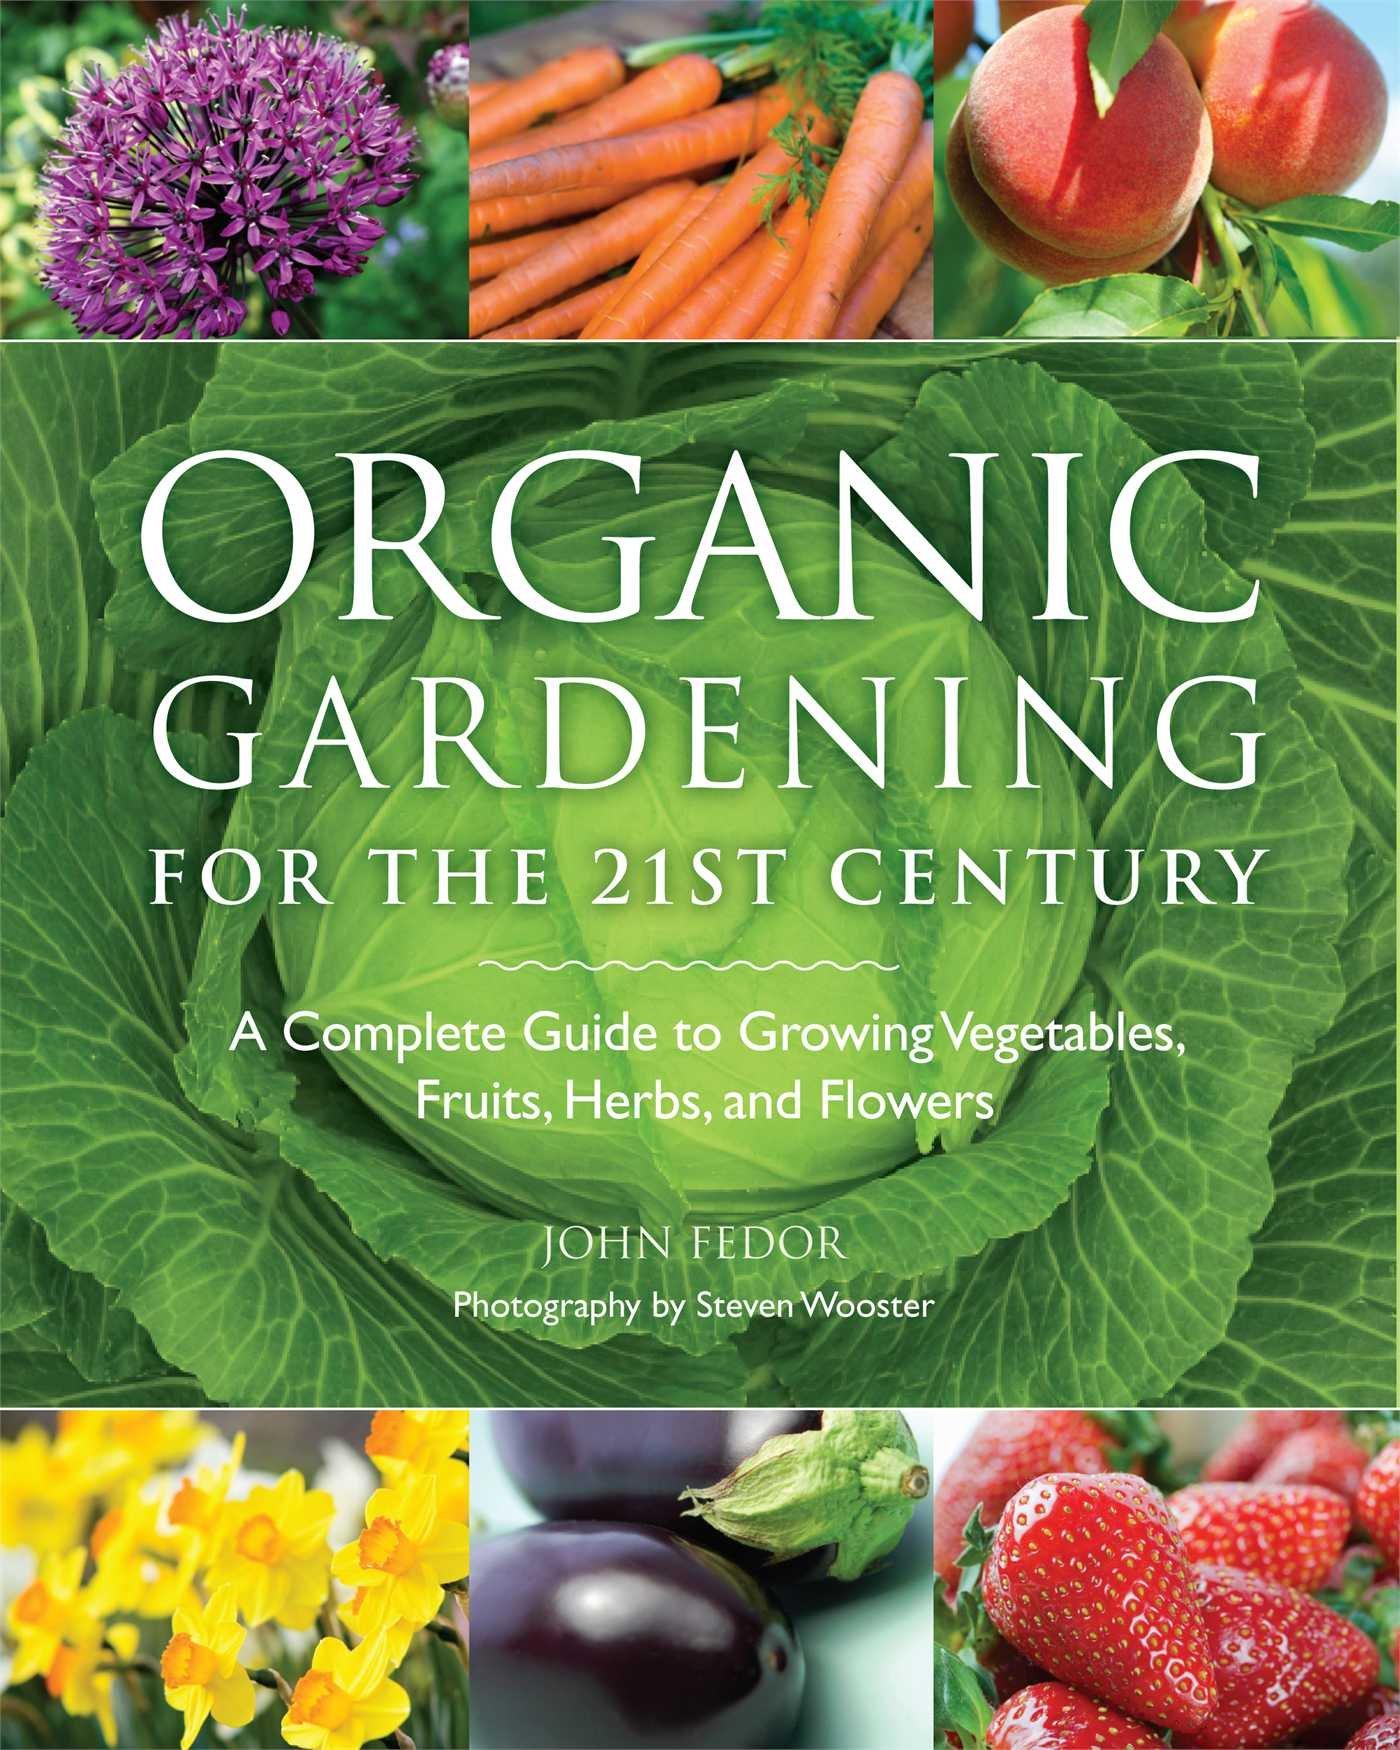 ORGANIC
GARDENING
FOR THE 21ST CENTURY
A Complete Guide to Growing Vegetables,
Fruits, Herbs, and Flowers
JOHN FEDOR
Photography by Steven Wooster